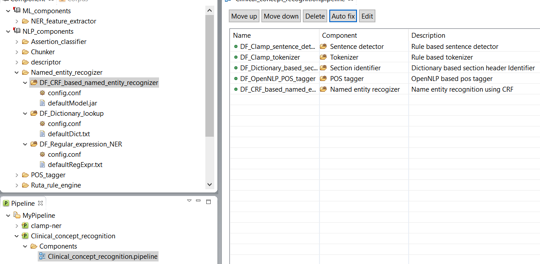 ML_components
NER_feature_extractor
NLP_components
Assertion_classifier
Chunker
descriptor
Named_entity_recogizer
DF_CRF_based_named_entity_recognizer
config.conf
defaultModel.jar
DF_Dictionary_lookup
config.conf
defaultDict.txt
DF_Regular_expression_NER
config.conf
defaultRegExpr.txt
POS_tagger
Ruta_rule_engine
Pipeline
MyPipeline
clamp-ner
Clinical_concept_recognition
Components
Clinical_concept_recognition.pipeline
Move up Move down Delete Auto fix Edit
Name Component Description
DF_Clamp_sentence_det... Sentence detector Rule based sentence detector
DF_Clamp_tokenizer Tokenizer Rule based tokenizer
DF_Dictionary_based_sec... Section identifier Dictionary based section header Identifier
DF_OpenNLP_POS_tagger POS tagger OpenNLP based pos tagger
DF_CRF_based_named_e... Named entity recogizer Name entity recognition using CRF